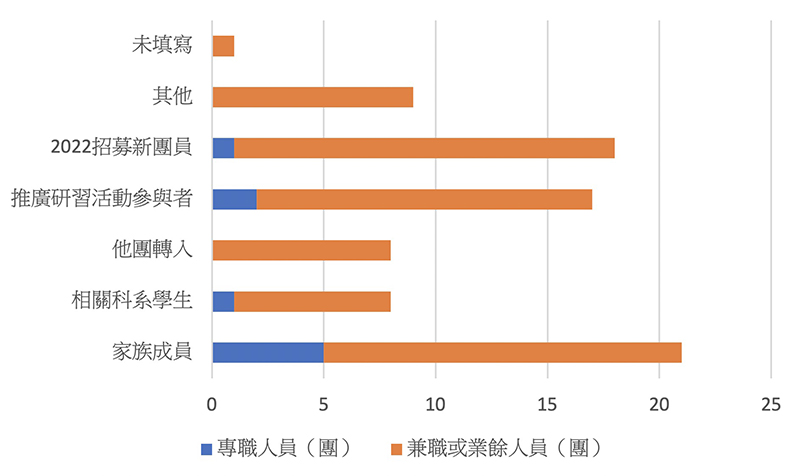 未填寫
其他
2022招募新團員
推廣研習活動參與者
他團轉入
相關科系學生
家族成員
0 5 10 15 20 25
專職人員（團） 兼職或業餘人員（團）